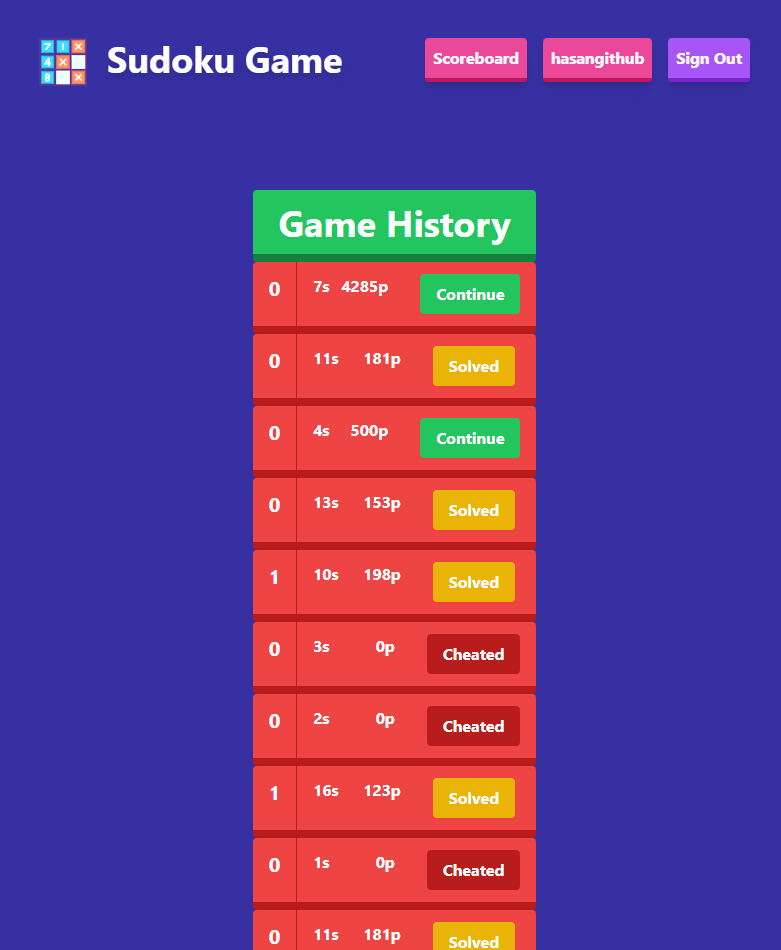 7 1 X
4 X
8 X
Sudoku Game
Scoreboard hasangithub Sign Out
Game History
0 7s 4285p Continue
0 11s 181p Solved
0 4s 500p Continue
0 13s 153p Solved
1 10s 198p Solved
0 3s 0p Cheated
0 2s 0p Cheated
1 16s 123p Solved
0 1s 0p Cheated
0 11s 181p Solved